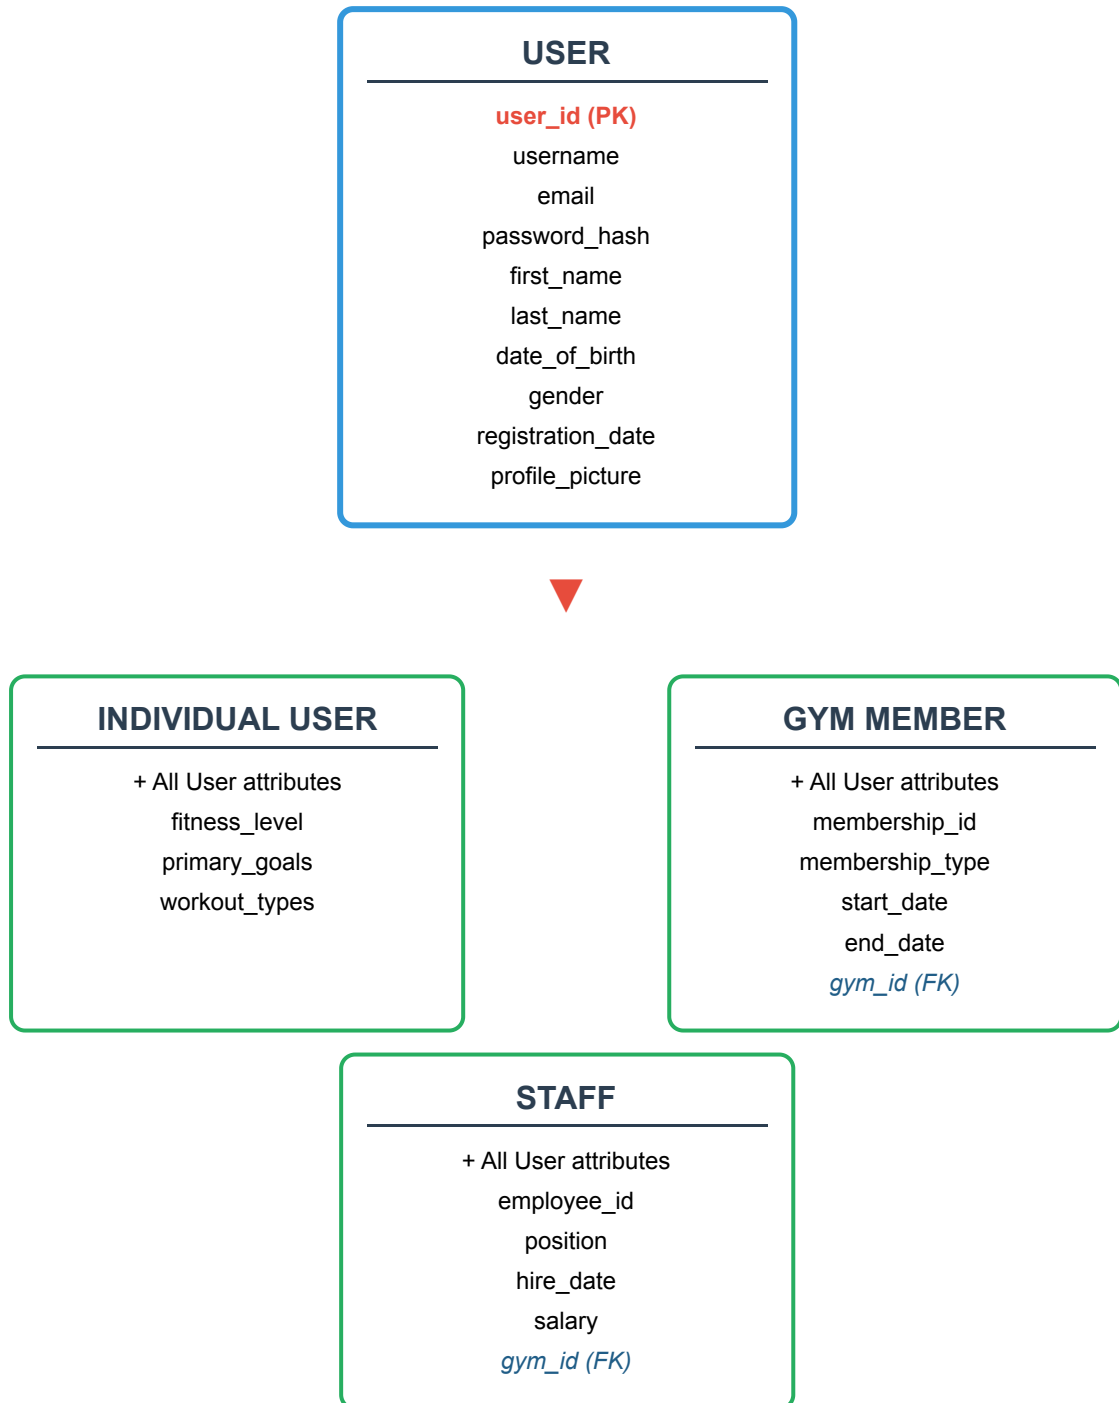 USER
user_id (PK)
username
email
password_hash
first_name
last_name
date_of_birth
gender
registration_date
profile_picture
INDIVIDUAL USER
+ All User attributes
fitness_level
primary_goals
workout_types
GYM MEMBER
+ All User attributes
membership_id
membership_type
start_date
end_date
gym_id (FK)
STAFF
+ All User attributes
employee_id
position
hire_date
salary
gym_id (FK)